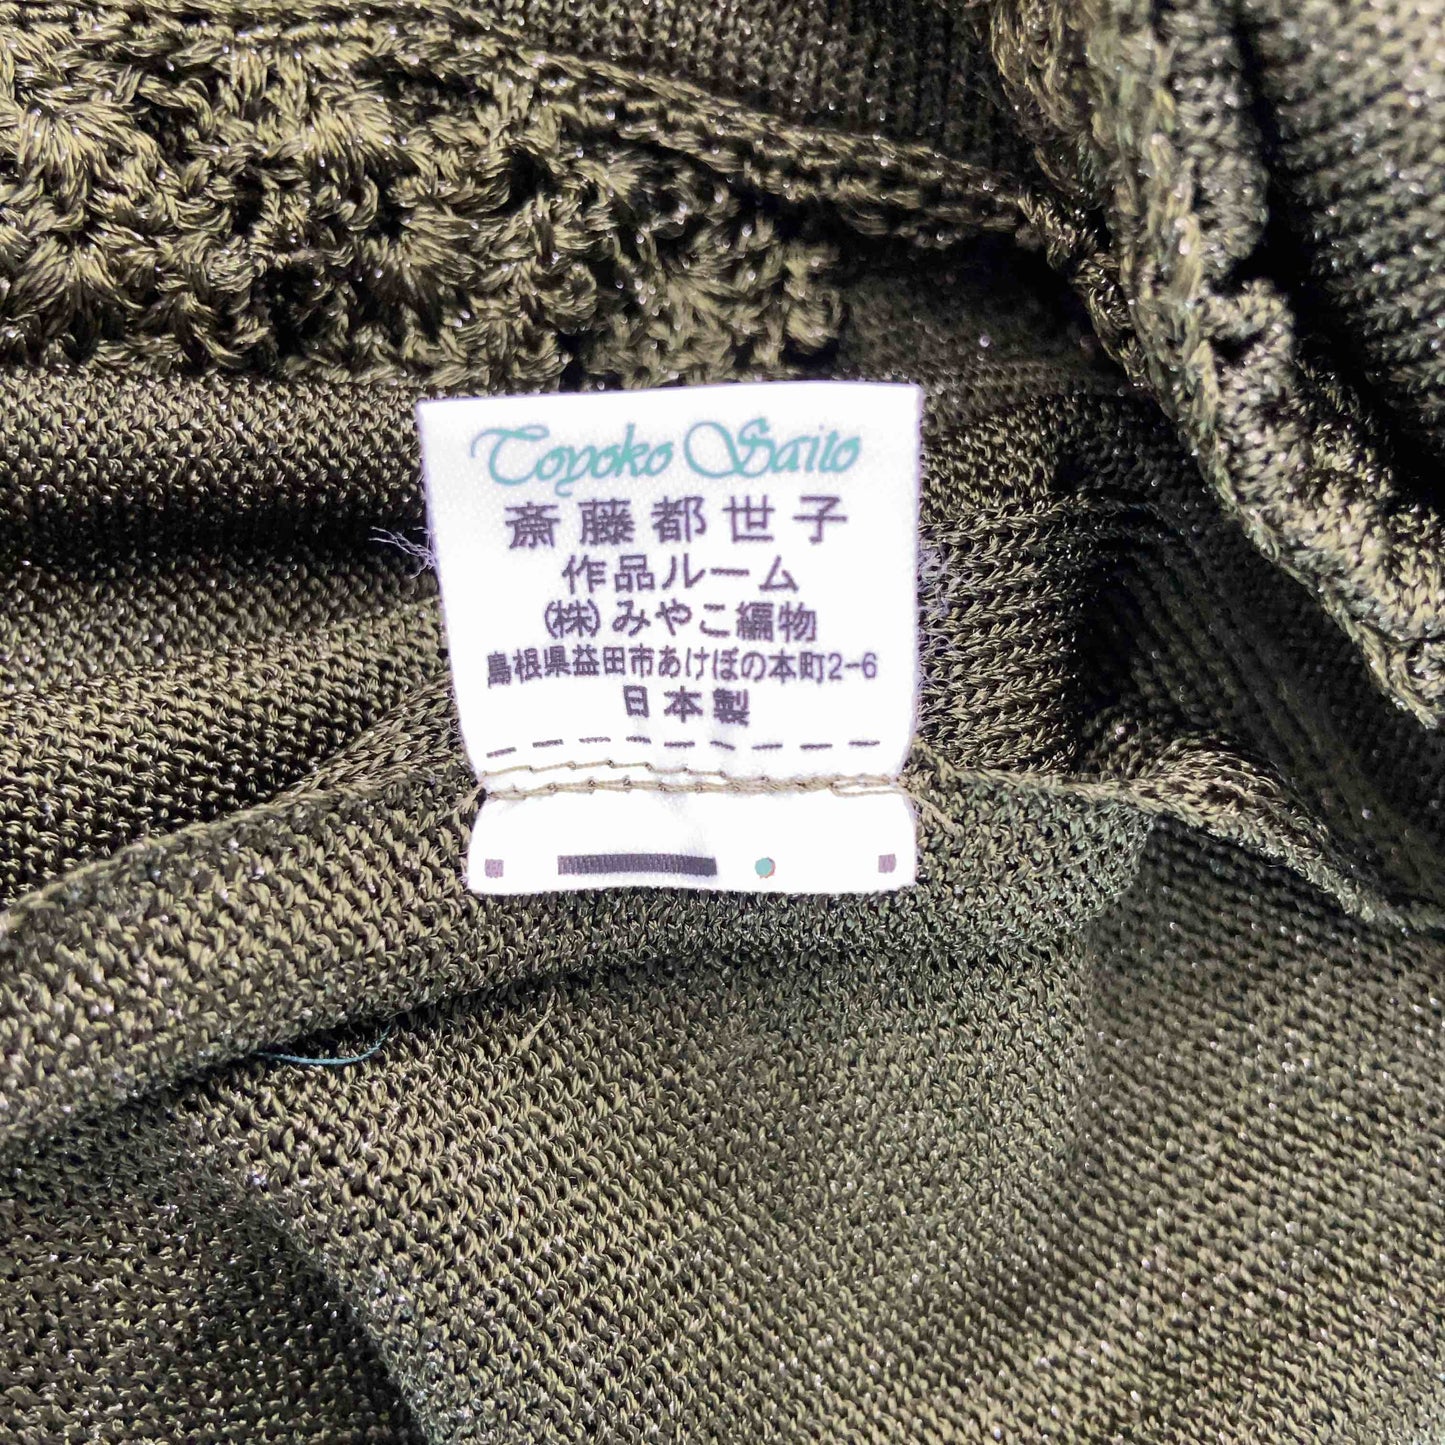 Toyoko Saito
斎藤都世子
作品ルーム
(株)みやこ編物
島根県益田市あけぼの本町2-6
日本製